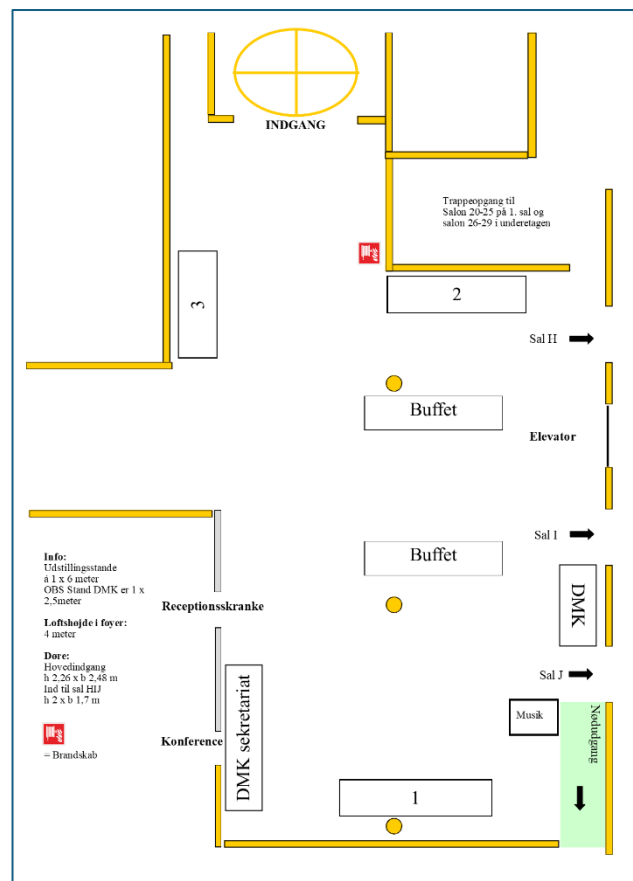 INDGANG
Trappeopgang til
Salon 20-25 på 1. sal og
salon 26-29 i underetagen
3
2
Sal H
Buffet
Elevator
Info:
Udstillingsstande
á 1 x 6 meter
OBS Stand DMK er 1 x
2,5meter
Loftshøjde i foyer:
4 meter
Døre:
Hovedindgang
h 2,26 x b 2,48 m
Ind til sal HIJ
h 2 x b 1,7 m
= Brandskab
Receptionsskranke
Konference
DMK sekretariat
Buffet
Sal I
DMK
Sal J
Musik
Nødudgang
1